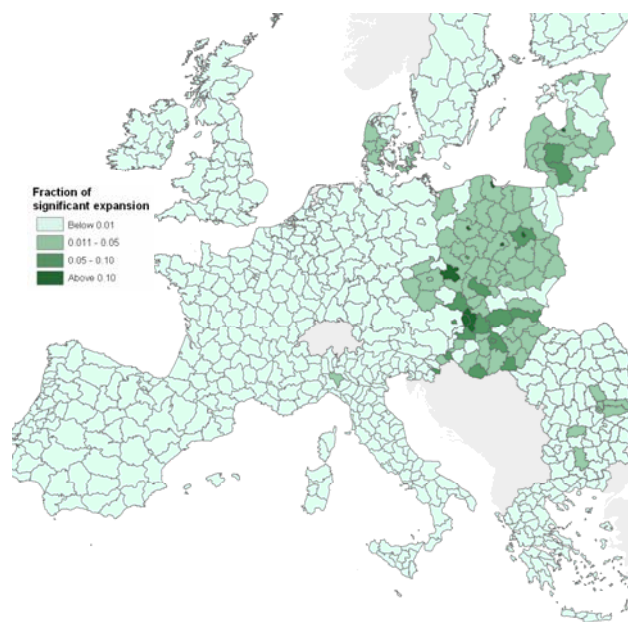 Fraction of
significant expansion
Below 0.01
0.011 - 0.05
0.05 - 0.10
Above 0.10